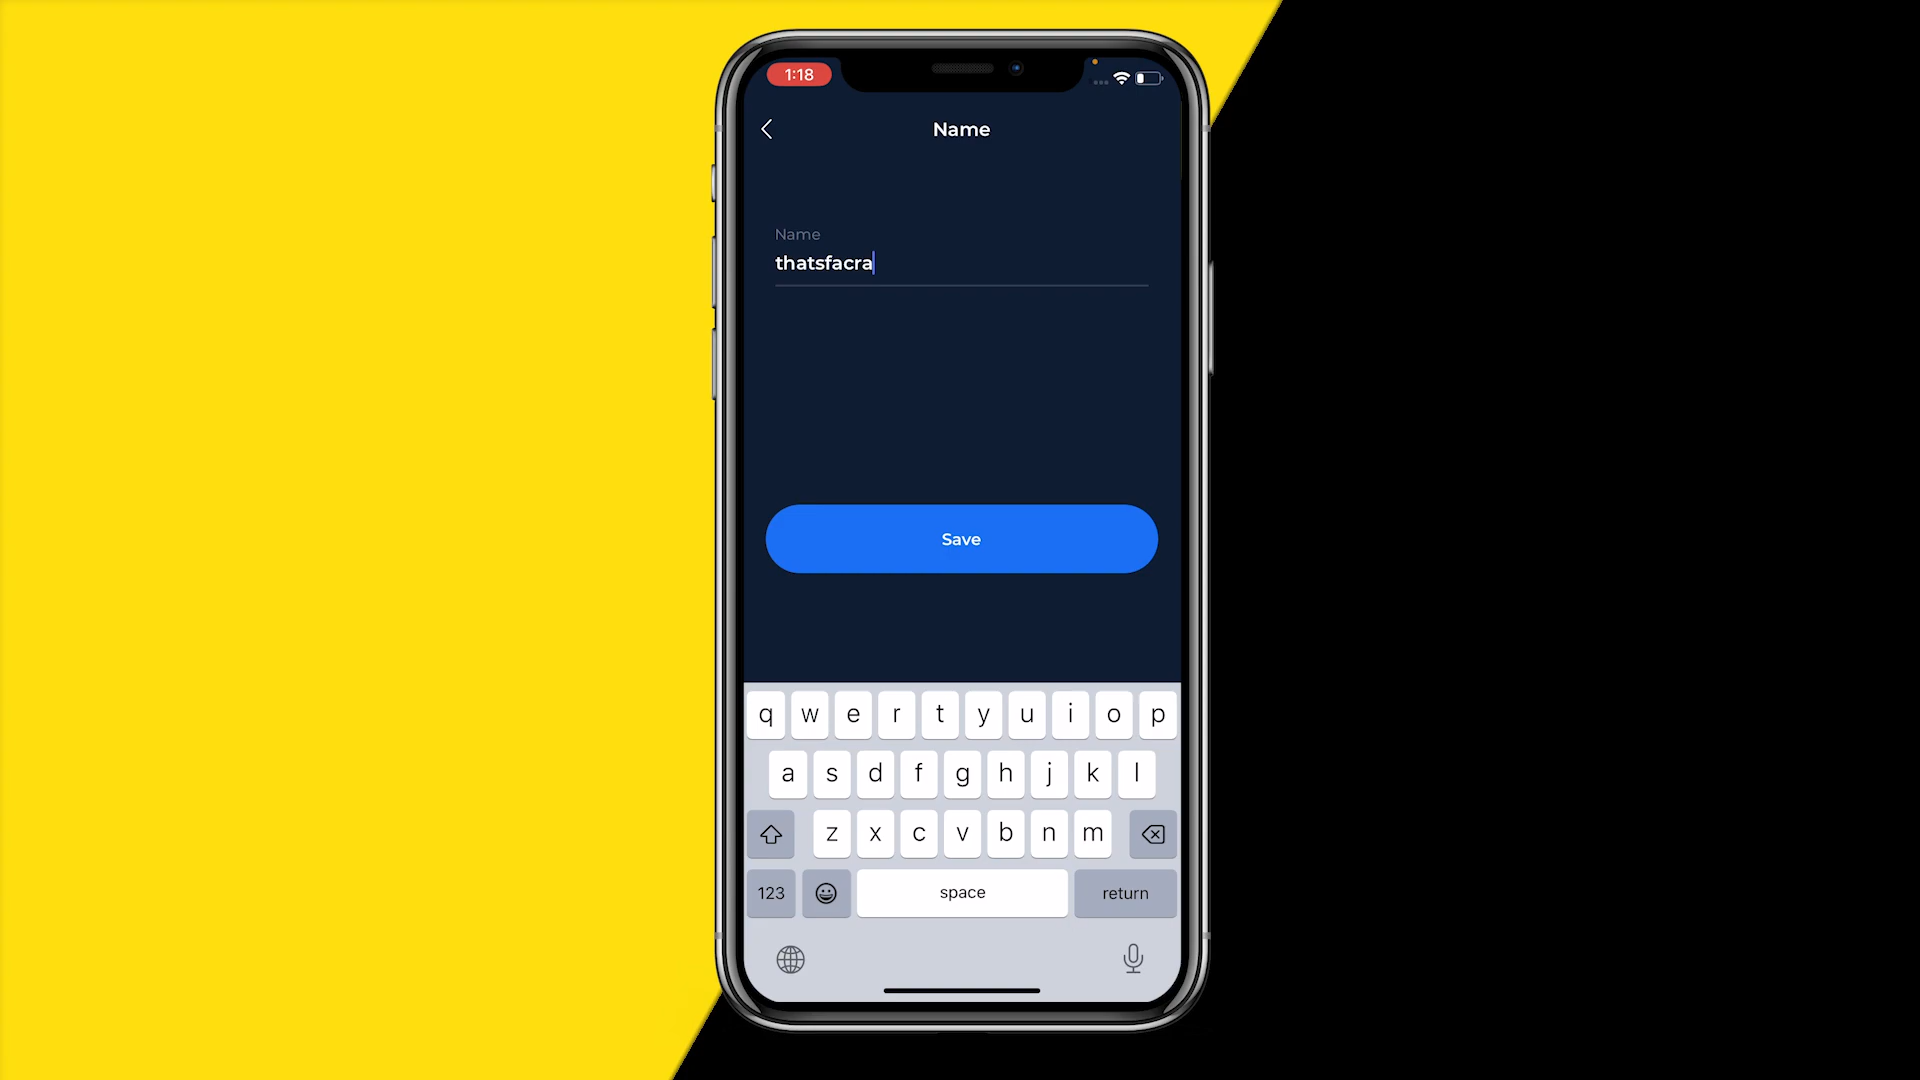 1:18
Name
Name
thatsfacra
Save
q w e r t y u i o p
a s d f g h j k l
z x c v b n m
123 space return